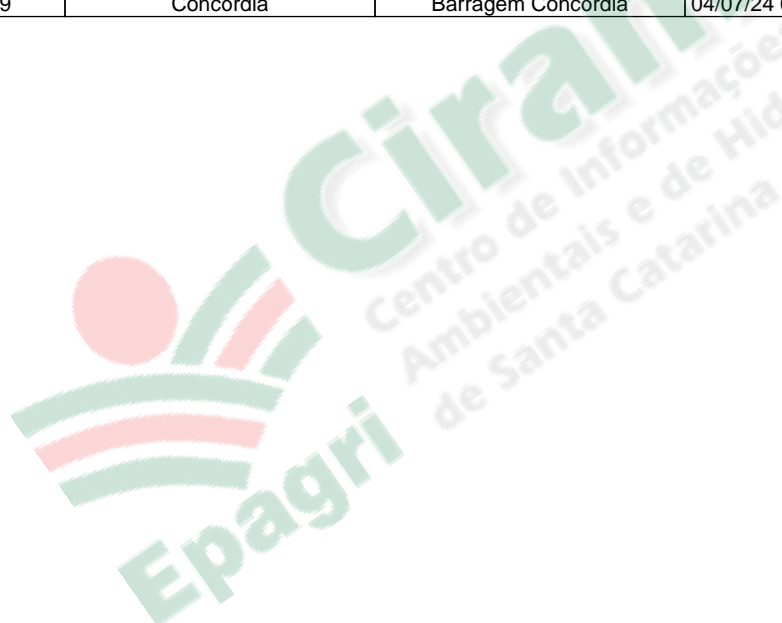 9 Concordia Barragem Concordia 04/07/24
Ciram
Centro de Informações
Ambientais e de Hid
de Santa Catarina
Epagri